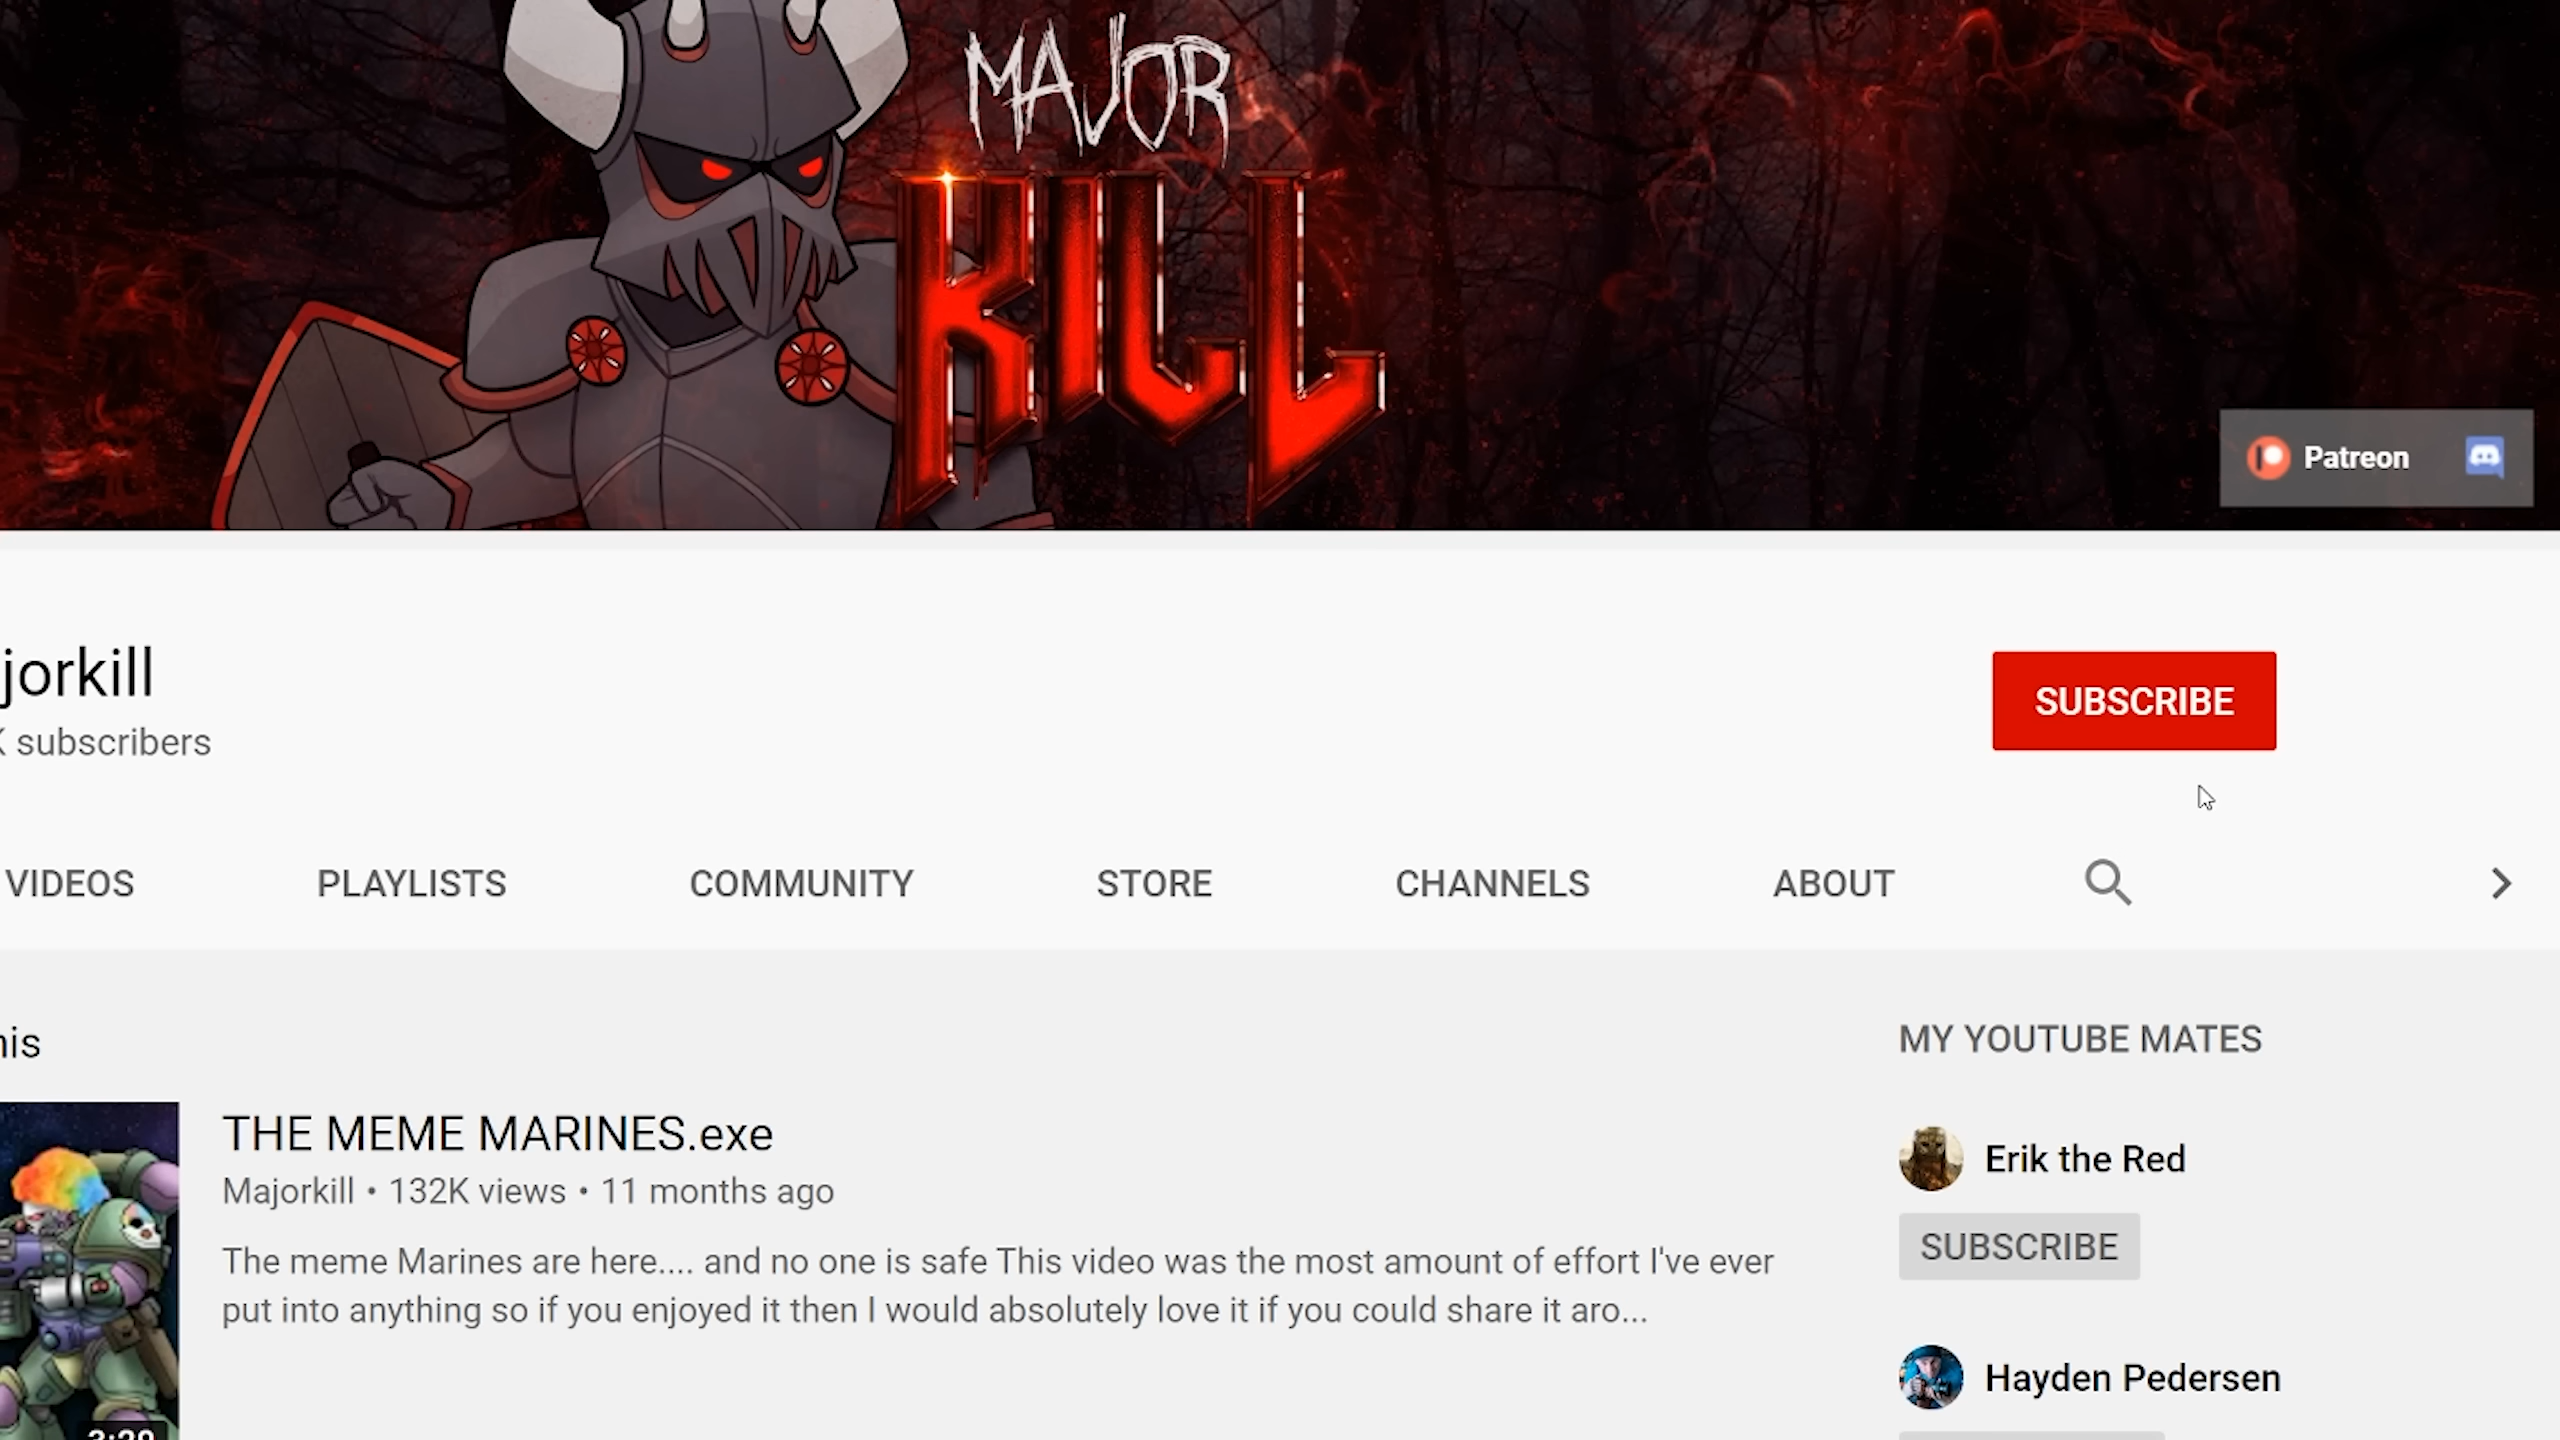 MAJOR
KILL
Patreon
jorkill
K subscribers
SUBSCRIBE
VIDEOS
PLAYLISTS
COMMUNITY
STORE
CHANNELS
ABOUT
his
MY YOUTUBE MATES
THE MEME MARINES.exe
Majorkill • 132K views • 11 months ago
The meme Marines are here.... and no one is safe This video was the most amount of effort I've ever
put into anything so if you enjoyed it then I would absolutely love it if you could share it aro...
Erik the Red
SUBSCRIBE
Hayden Pedersen